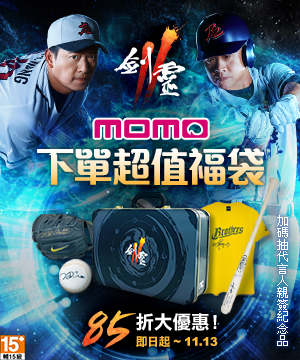 劍靈
II
momo
下單超值福袋
Brothers
加碼抽代言人親簽紀念品
85折大優惠!
即日起 ~ 11.13
15+
輔15級